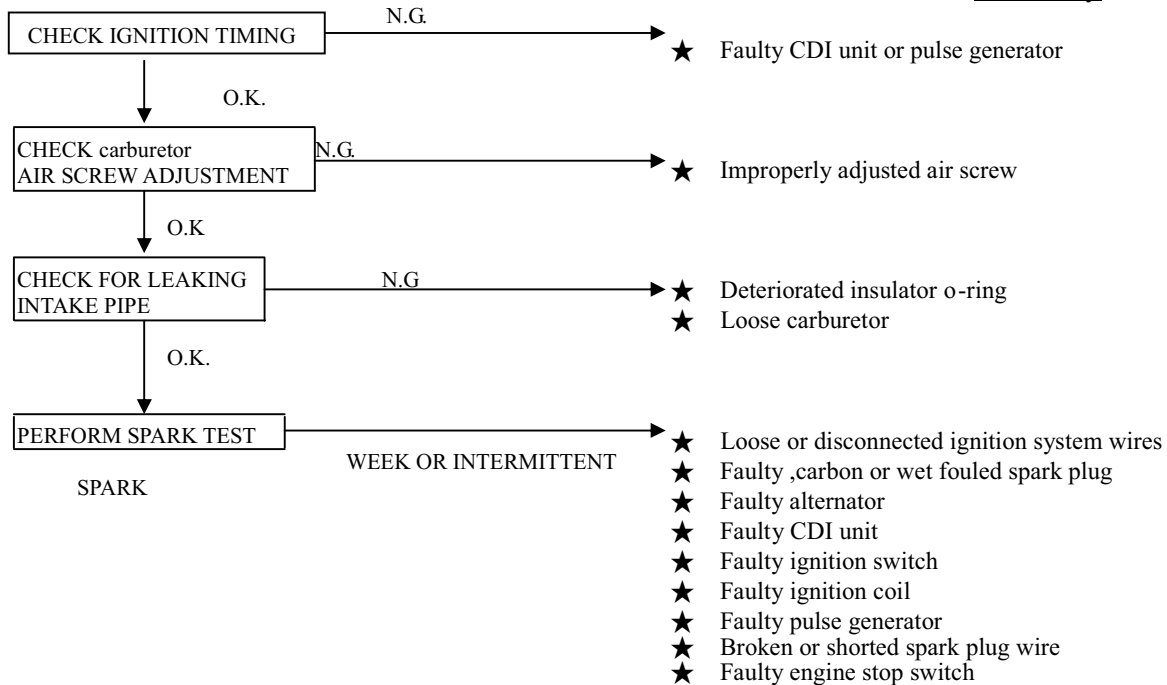 N.G.
CHECK IGNITION TIMING
★ Faulty CDI unit or pulse generator
O.K.
CHECK carburetor
AIR SCREW ADJUSTMENT
N.G.
★ Improperly adjusted air screw
O.K
CHECK FOR LEAKING
INTAKE PIPE
N.G
★ Deteriorated insulator o-ring
★ Loose carburetor
O.K.
PERFORM SPARK TEST
WEEK OR INTERMITTENT
SPARK
★ Loose or disconnected ignition system wires
★ Faulty ,carbon or wet fouled spark plug
★ Faulty alternator
★ Faulty CDI unit
★ Faulty ignition switch
★ Faulty ignition coil
★ Faulty pulse generator
★ Broken or shorted spark plug wire
★ Faulty engine stop switch